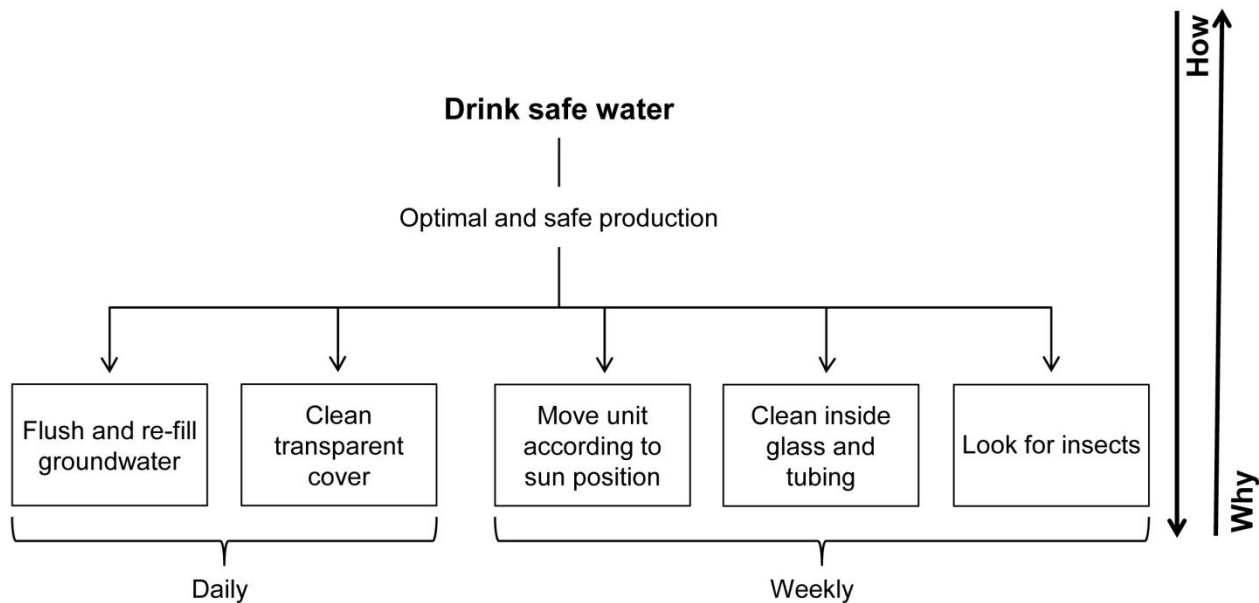 How
Drink safe water
Optimal and safe production
Flush and re-fill
groundwater
Clean
transparent
cover
Move unit
according to
sun position
Clean inside
glass and
tubing
Look for insects
Why
Daily
Weekly